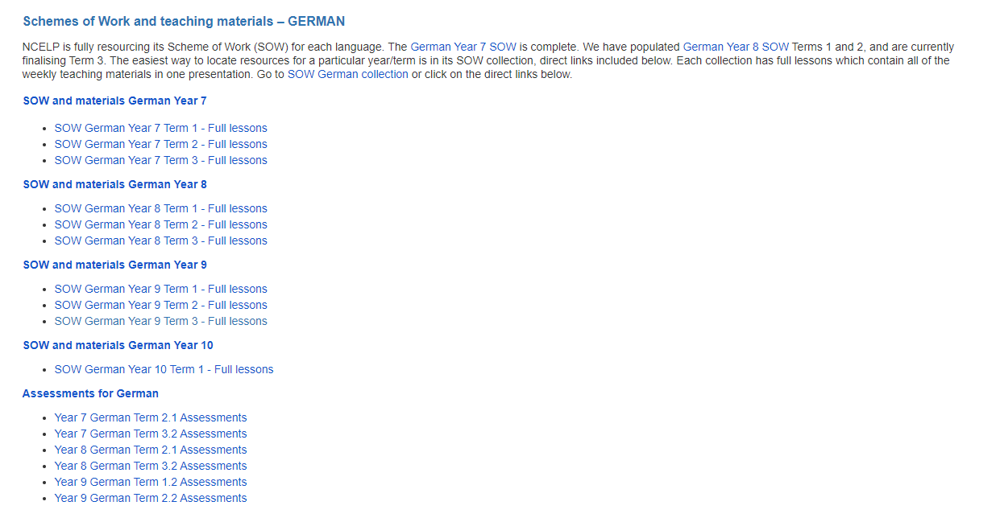 Schemes of Work and teaching materials – GERMAN
NCELP is fully resourcing its Scheme of Work (SOW) for each language. The German Year 7 SOW is complete. We have populated German Year 8 SOW Terms 1 and 2, and are currently
finalising Term 3. The easiest way to locate resources for a particular year/term is in its SOW collection, direct links included below. Each collection has full lessons which contain all of the
weekly teaching materials in one presentation. Go to SOW German collection or click on the direct links below.
SOW and materials German Year 7
• SOW German Year 7 Term 1 - Full lessons
• SOW German Year 7 Term 2 - Full lessons
• SOW German Year 7 Term 3 - Full lessons
SOW and materials German Year 8
• SOW German Year 8 Term 1 - Full lessons
• SOW German Year 8 Term 2 - Full lessons
• SOW German Year 8 Term 3 - Full lessons
SOW and materials German Year 9
• SOW German Year 9 Term 1 - Full lessons
• SOW German Year 9 Term 2 - Full lessons
• SOW German Year 9 Term 3 - Full lessons
SOW and materials German Year 10
• SOW German Year 10 Term 1 - Full lessons
Assessments for German
• Year 7 German Term 2.1 Assessments
• Year 7 German Term 3.2 Assessments
• Year 8 German Term 2.1 Assessments
• Year 8 German Term 3.2 Assessments
• Year 9 German Term 1.2 Assessments
• Year 9 German Term 2.2 Assessments